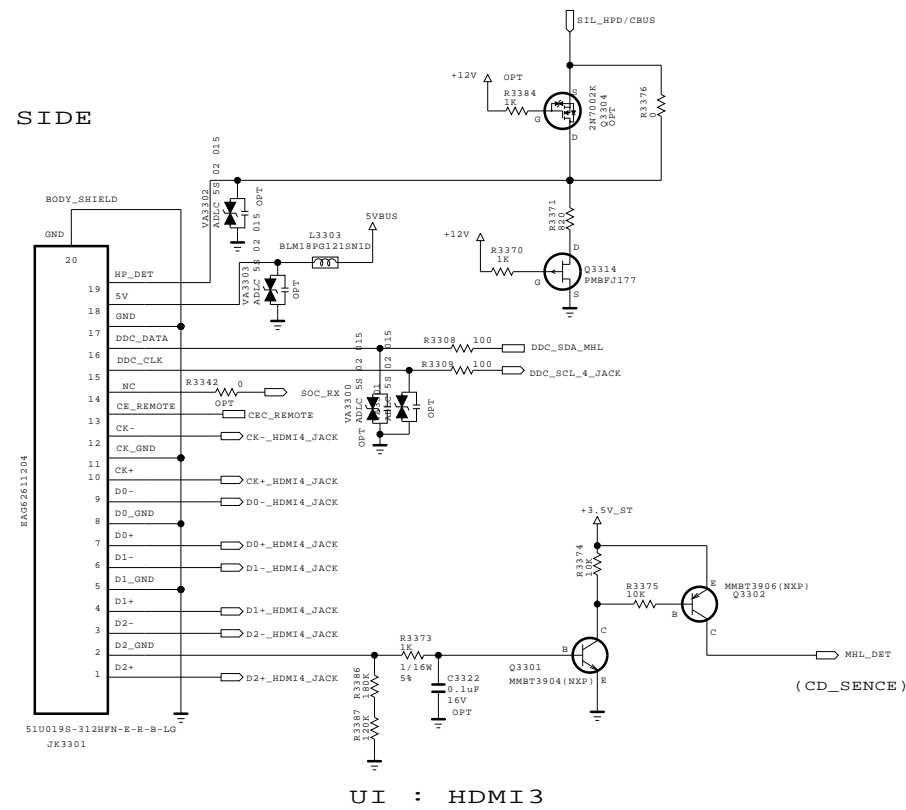 SIL_HPD/CBUS
+12V
OPT
R3384
1K
S
G
D
2N7002K
Q3304
OPT
R3376
0
SIDE
VA3302
ADLC 5S 02 015
OPT
BODY_SHIELD
GND
20
5VBUS
L3303
BLM18PG121SN1D
VA3303
ADLC 5S 02 015
OPT
R3371
820
+12V
R3370
1K
D
G
S
Q3314
PMBFJ177
HP_DET
19
5V
18
GND
17
DDC_DATA
16
DDC_CLK
15
NC
14
CE_REMOTE
13
CK-
12
CK_GND
11
CK+
10
D0-
9
D0_GND
8
D0+
7
D1-
6
D1_GND
5
D1+
4
D2-
3
D2_GND
2
D2+
1
R3308
100
DDC_SDA_MHL
R3309
100
DDC_SCL_4_JACK
R3342
0
OPT
SOC_RX
CEC_REMOTE
VA3300
ADLC 5S 02 015
OPT
ADLC 5S 02 015
OPT
CK-_HDMI4_JACK
CK+_HDMI4_JACK
D0-_HDMI4_JACK
D0+_HDMI4_JACK
D1-_HDMI4_JACK
D1+_HDMI4_JACK
D2-_HDMI4_JACK
D2+_HDMI4_JACK
EAG62611204
51U019S-312HFN-E-R-B-LG
JK3301
+3.5V_ST
R3374
10K
R3375
10K
E
B
C
MMBT3906(NXP)
Q3302
MHL_DET
(CD_SENCE)
R3373
1K
1/16W
5%
R3386
180K
R3387
120K
C3322
0.1uF
16V
OPT
Q3301
MMBT3904(NXP)
B
C
E
UI : HDMI3